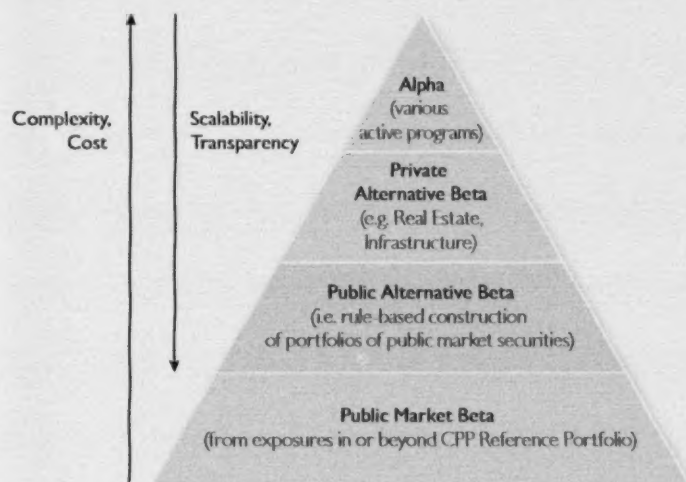 Complexity,
Cost
Scalability,
Transparency
Alpha
(various
active programs)
Private
Alternative Beta
(e.g. Real Estate,
Infrastructure)
Public Alternative Beta
(i.e. rule-based construction
of portfolios of public market securities)
Public Market Beta
(from exposures in or beyond CPP Reference Portfolio)